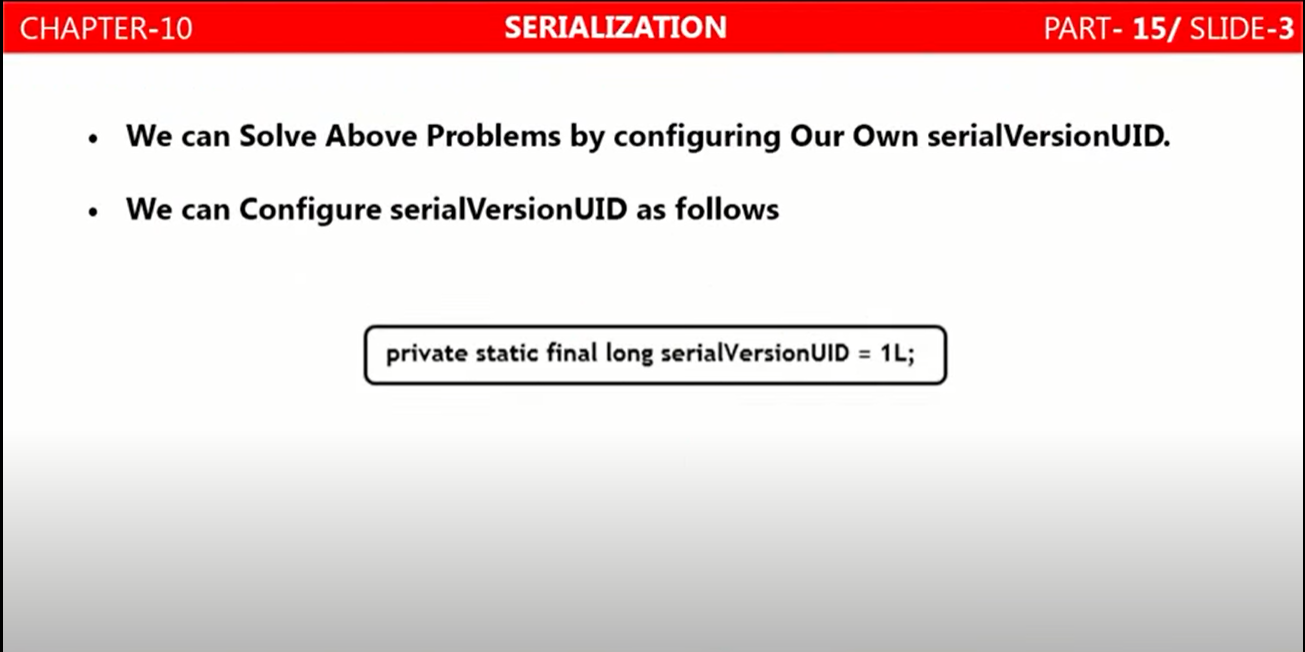 CHAPTER-10 SERIALIZATION PART- 15/ SLIDE-3
• We can Solve Above Problems by configuring Our Own serialVersionUID.
• We can Configure serialVersionUID as follows
private static final long serialVersionUID = 1L;